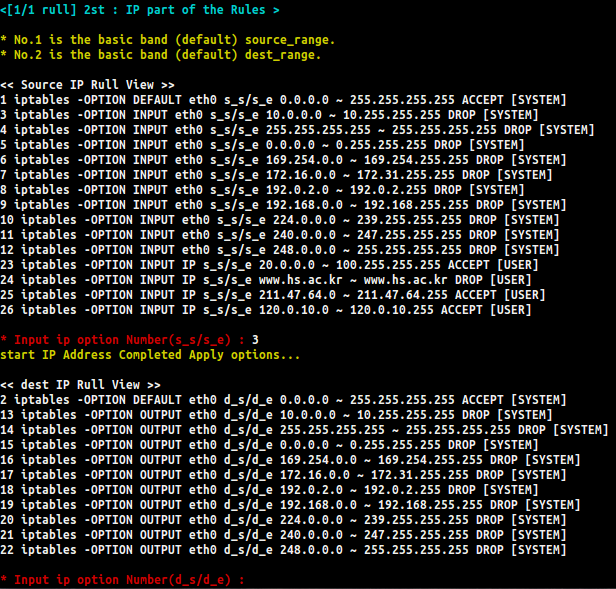 <[1/1 rull] 2st : IP part of the Rules >
* No.1 is the basic band (default) source_range.
* No.2 is the basic band (default) dest_range.
<< Source IP Rull View >>
1 iptables -OPTION DEFAULT eth0 s_s/s_e 0.0.0.0 ~ 255.255.255.255 ACCEPT [SYSTEM]
3 iptables -OPTION INPUT eth0 s_s/s_e 10.0.0.0 ~ 10.255.255.255 DROP [SYSTEM]
4 iptables -OPTION INPUT eth0 s_s/s_e 255.255.255.255 ~ 255.255.255.255 DROP [SYSTEM]
5 iptables -OPTION INPUT eth0 s_s/s_e 0.0.0.0 ~ 0.255.255.255 DROP [SYSTEM]
6 iptables -OPTION INPUT eth0 s_s/s_e 169.254.0.0 ~ 169.254.255.255 DROP [SYSTEM]
7 iptables -OPTION INPUT eth0 s_s/s_e 172.16.0.0 ~ 172.31.255.255 DROP [SYSTEM]
8 iptables -OPTION INPUT eth0 s_s/s_e 192.0.2.0 ~ 192.0.2.255 DROP [SYSTEM]
9 iptables -OPTION INPUT eth0 s_s/s_e 192.168.0.0 ~ 192.168.255.255 DROP [SYSTEM]
10 iptables -OPTION INPUT eth0 s_s/s_e 224.0.0.0 ~ 239.255.255.255 DROP [SYSTEM]
11 iptables -OPTION INPUT eth0 s_s/s_e 240.0.0.0 ~ 247.255.255.255 DROP [SYSTEM]
12 iptables -OPTION INPUT eth0 s_s/s_e 248.0.0.0 ~ 255.255.255.255 DROP [SYSTEM]
23 iptables -OPTION INPUT IP s_s/s_e 20.0.0.0 ~ 100.255.255.255 ACCEPT [USER]
24 iptables -OPTION INPUT IP s_s/s_e www.hs.ac.kr ~ www.hs.ac.kr DROP [USER]
25 iptables -OPTION INPUT IP s_s/s_e 211.47.64.0 ~ 211.47.64.255 ACCEPT [USER]
26 iptables -OPTION INPUT IP s_s/s_e 120.0.10.0 ~ 120.0.10.255 ACCEPT [USER]
* Input ip option Number(s_s/s_e) : 3
start IP Address Completed Apply options...
<< dest IP Rull View >>
2 iptables -OPTION DEFAULT eth0 d_s/d_e 0.0.0.0 ~ 255.255.255.255 ACCEPT [SYSTEM]
13 iptables -OPTION OUTPUT eth0 d_s/d_e 10.0.0.0 ~ 10.255.255.255 DROP [SYSTEM]
14 iptables -OPTION OUTPUT eth0 d_s/d_e 255.255.255.255 ~ 255.255.255.255 DROP [SYSTEM]
15 iptables -OPTION OUTPUT eth0 d_s/d_e 0.0.0.0 ~ 0.255.255.255 DROP [SYSTEM]
16 iptables -OPTION OUTPUT eth0 d_s/d_e 169.254.0.0 ~ 169.254.255.255 DROP [SYSTEM]
17 iptables -OPTION OUTPUT eth0 d_s/d_e 172.16.0.0 ~ 172.31.255.255 DROP [SYSTEM]
18 iptables -OPTION OUTPUT eth0 d_s/d_e 192.0.2.0 ~ 192.0.2.255 DROP [SYSTEM]
19 iptables -OPTION OUTPUT eth0 d_s/d_e 192.168.0.0 ~ 192.168.255.255 DROP [SYSTEM]
20 iptables -OPTION OUTPUT eth0 d_s/d_e 224.0.0.0 ~ 239.255.255.255 DROP [SYSTEM]
21 iptables -OPTION OUTPUT eth0 d_s/d_e 240.0.0.0 ~ 247.255.255.255 DROP [SYSTEM]
22 iptables -OPTION OUTPUT eth0 d_s/d_e 248.0.0.0 ~ 255.255.255.255 DROP [SYSTEM]
* Input ip option Number(d_s/d_e) :